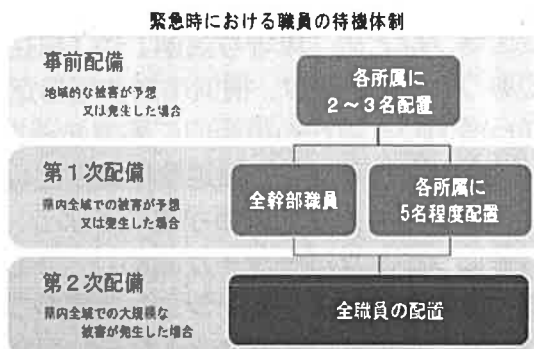 緊急時における職員の待機体制
事前配備
地域的な被害が予想
又は発生した場合
各所属に
2～3名配置
第1次配備
県内全域での被害が予想
又は発生した場合
全幹部職員
各所属に
5名程度配置
第2次配備
県内全域での大規模な
被害が発生した場合
全職員の配置